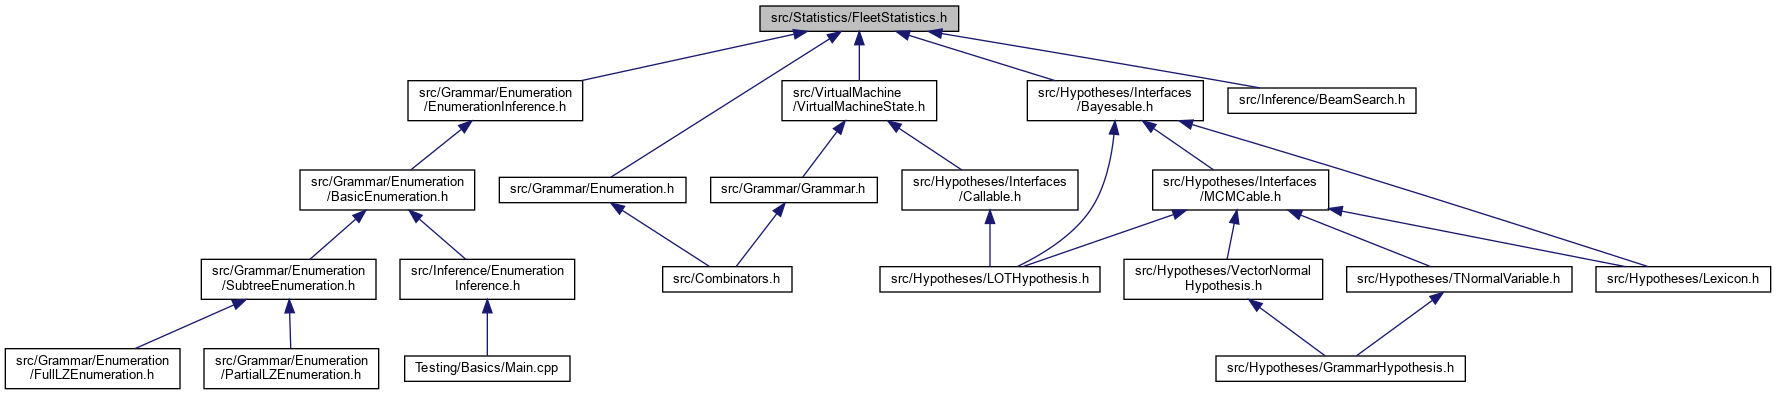 src/Statistics/FleetStatistics.h
src/Grammar/Enumeration
/EnumerationInference.h
src/VirtualMachine
/VirtualMachineState.h
src/Hypotheses/Interfaces
/Bayesable.h
src/Inference/BeamSearch.h
src/Grammar/Enumeration
/BasicEnumeration.h
src/Grammar/Enumeration.h
src/Grammar/Grammar.h
src/Hypotheses/Interfaces
/Callable.h
src/Hypotheses/Interfaces
/MCMCable.h
src/Grammar/Enumeration
/SubtreeEnumeration.h
src/Inference/Enumeration
Inference.h
src/Combinators.h
src/Hypotheses/LOTHypothesis.h
src/Hypotheses/VectorNormal
Hypothesis.h
src/Hypotheses/TNormalVariable.h
src/Hypotheses/Lexicon.h
src/Grammar/Enumeration
/FullLZEnumeration.h
src/Grammar/Enumeration
/PartialLZEnumeration.h
Testing/Basics/Main.cpp
src/Hypotheses/GrammarHypothesis.h